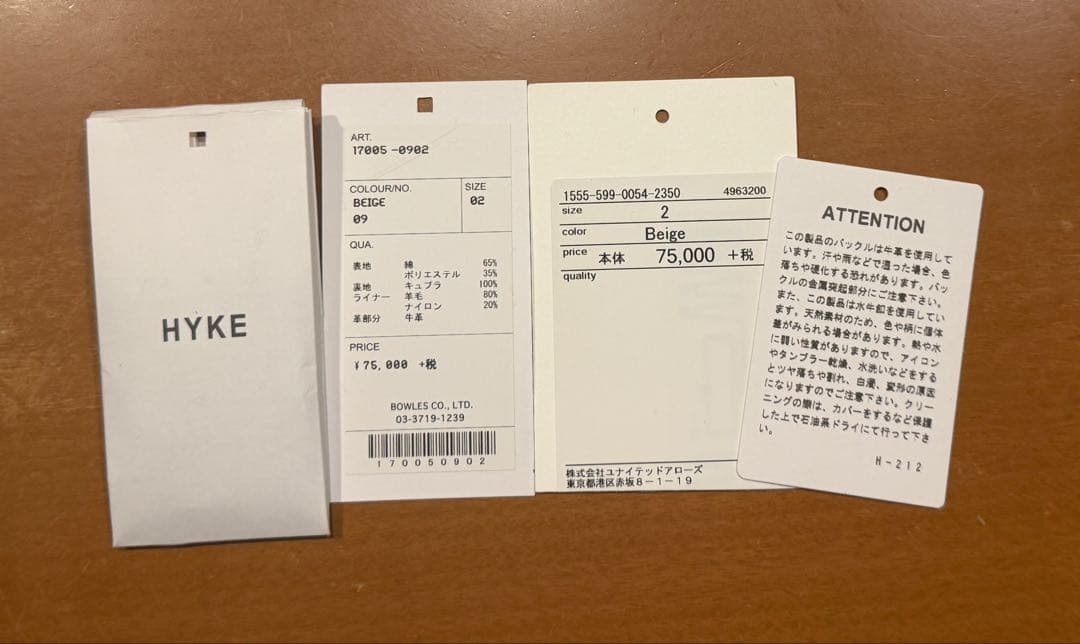 HYKE
ART.
17005 -0902
COLOUR/NO.
BEIGE
09
SIZE
02
QUA.
表地 綿 65%
ポリエステル 35%
裏地 キュプラ 100%
ライナー 羊毛 80%
ナイロン 20%
革部分 牛革
PRICE
¥75,000 +税
BOWLES CO., LTD.
03-3719-1239
170050902
1555-599-0054-2350 4963200
size 2
color Beige
price 本体 75,000 +税
quality
株式会社ユナイテッドアローズ
東京都港区赤坂8-1-19
ATTENTION
この製品のバックルは牛革を使用して
います。汗や雨などで湿った場合、色
落ちや硬化する恐れがあります。バッ
クルの金属突起部分にご注意下さい。
また、この製品は水牛釦を使用してい
ます。天然素材のため、色や柄に個体
差がみられる場合があります。熱や水
に弱い性質がありますので、アイロン
やタンブラー乾燥、水洗いなどをする
とツヤ落ちや割れ、白濁、変形の原因
になりますのでご注意下さい。クリー
ニングの際は、カバーをするなど保護
した上で石油系ドライにて行って下さ
い。
H-212